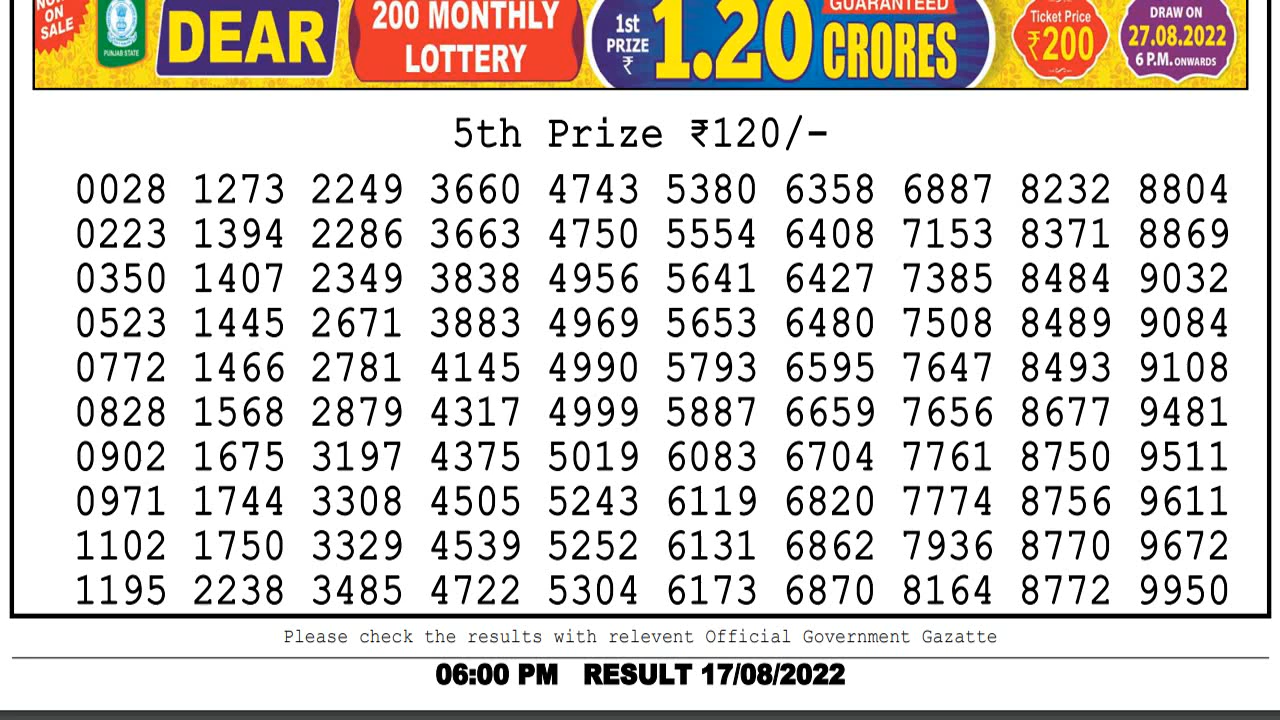 NOW
ON
SALE
PUNJAB STATE
DEAR
200 MONTHLY
LOTTERY
1st
PRIZE
₹
1.20
GUARANTEED
CRORES
Ticket Price
₹200
DRAW ON
27.08.2022
6 P.M. ONWARDS
5th Prize ₹120/-
0028 1273 2249 3660 4743 5380 6358 6887 8232 8804
0223 1394 2286 3663 4750 5554 6408 7153 8371 8869
0350 1407 2349 3838 4956 5641 6427 7385 8484 9032
0523 1445 2671 3883 4969 5653 6480 7508 8489 9084
0772 1466 2781 4145 4990 5793 6595 7647 8493 9108
0828 1568 2879 4317 4999 5887 6659 7656 8677 9481
0902 1675 3197 4375 5019 6083 6704 7761 8750 9511
0971 1744 3308 4505 5243 6119 6820 7774 8756 9611
1102 1750 3329 4539 5252 6131 6862 7936 8770 9672
1195 2238 3485 4722 5304 6173 6870 8164 8772 9950
Please check the results with relevent Official Government Gazatte
06:00 PM RESULT 17/08/2022